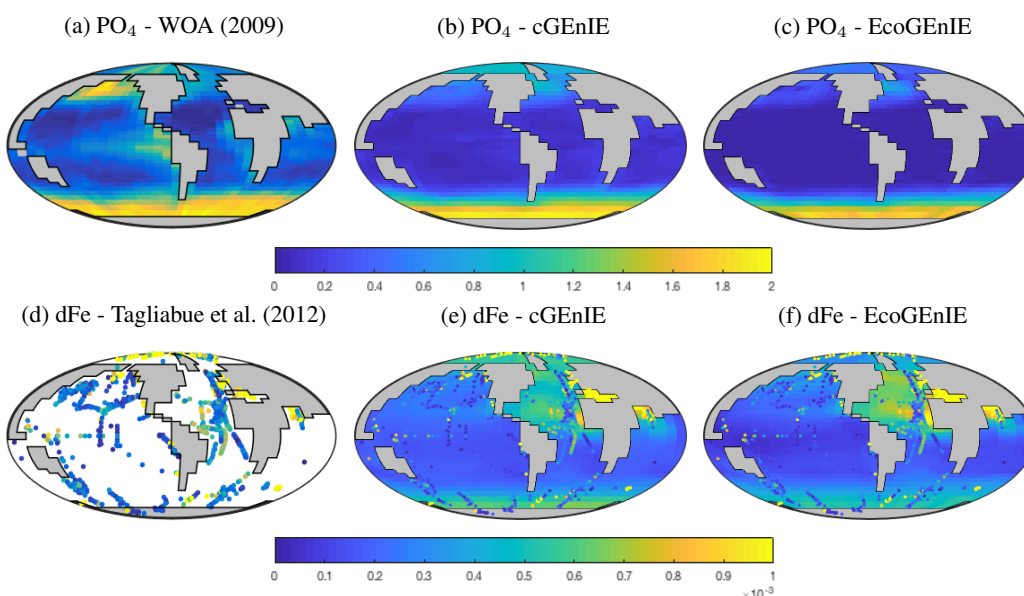 (a) PO₄ - WOA (2009) (b) PO₄ - cGEnIE (c) PO₄ - EcoGEnIE
0 0.2 0.4 0.6 0.8 1 1.2 1.4 1.6 1.8 2
(d) dFe - Tagliabue et al. (2012) (e) dFe - cGEnIE (f) dFe - EcoGEnIE
0 0.1 0.2 0.3 0.4 0.5 0.6 0.7 0.8 0.9 1
×10⁻³